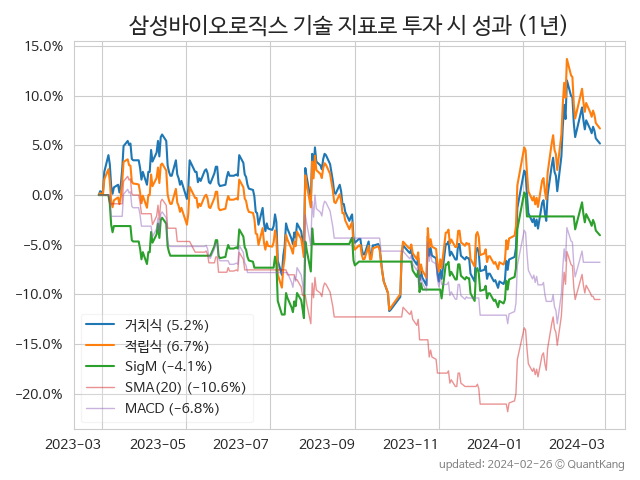 삼성바이오로직스 기술 지표로 투자 시 성과 (1년)
15.0%
10.0%
5.0%
0.0%
−5.0%
−10.0%
−15.0%
−20.0%
거치식 (5.2%)
적립식 (6.7%)
SigM (−4.1%)
SMA(20) (−10.6%)
MACD (−6.8%)
2023-03 2023-05 2023-07 2023-09 2023-11 2024-01 2024-03
updated: 2024-02-26 ⓒ QuantKang